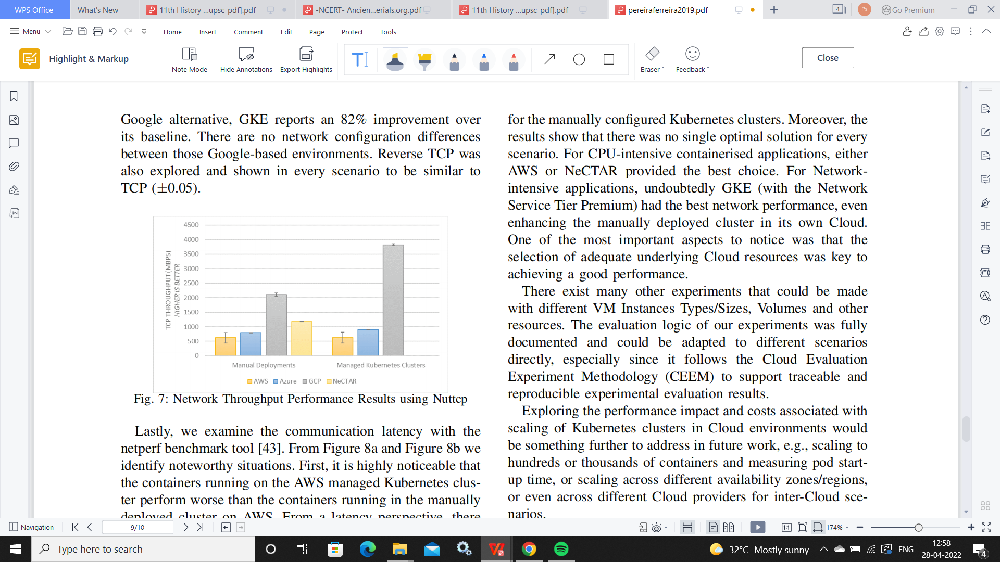 WPS Office
What's New
11th History ...upsc_pdf].pdf
-NCERT- Ancien...erials.org.pdf
11th History ...upsc_pdf].pdf
pereiraferreira2019.pdf
4
Ps
Go Premium
Menu
Home
Insert
Comment
Edit
Page
Protect
Tools
Highlight & Markup
Note Mode
Hide Annotations
Export Highlights
T
Eraser
Feedback
Close
Google alternative, GKE reports an 82% improvement over
its baseline. There are no network configuration differences
between those Google-based environments. Reverse TCP was
also explored and shown in every scenario to be similar to
TCP (±0.05).
TCP THROUGHPUT (MBPS)
HIGHER IS BETTER
4500
4000
3500
3000
2500
2000
1500
1000
500
0
Manual Deployments
Managed Kubernetes Clusters
AWS
Azure
GCP
NeCTAR
Fig. 7: Network Throughput Performance Results using Nuttcp
Lastly, we examine the communication latency with the
netperf benchmark tool [43]. From Figure 8a and Figure 8b we
identify noteworthy situations. First, it is highly noticeable that
the containers running on the AWS managed Kubernetes clus-
ter perform worse than the containers running in the manually
deployed cluster on AWS. From a latency perspective, there
for the manually configured Kubernetes clusters. Moreover, the
results show that there was no single optimal solution for every
scenario. For CPU-intensive containerised applications, either
AWS or NeCTAR provided the best choice. For Network-
intensive applications, undoubtedly GKE (with the Network
Service Tier Premium) had the best network performance, even
enhancing the manually deployed cluster in its own Cloud.
One of the most important aspects to notice was that the
selection of adequate underlying Cloud resources was key to
achieving a good performance.
There exist many other experiments that could be made
with different VM Instances Types/Sizes, Volumes and other
resources. The evaluation logic of our experiments was fully
documented and could be adapted to different scenarios
directly, especially since it follows the Cloud Evaluation
Experiment Methodology (CEEM) to support traceable and
reproducible experimental evaluation results.
Exploring the performance impact and costs associated with
scaling of Kubernetes clusters in Cloud environments would
be something further to address in future work, e.g., scaling to
hundreds or thousands of containers and measuring pod start-
up time, or scaling across different availability zones/regions,
or even across different Cloud providers for inter-Cloud sce-
narios.
Navigation
9/10
1:1
174%
Type here to search
32°C Mostly sunny
ENG
12:58
28-04-2022
4